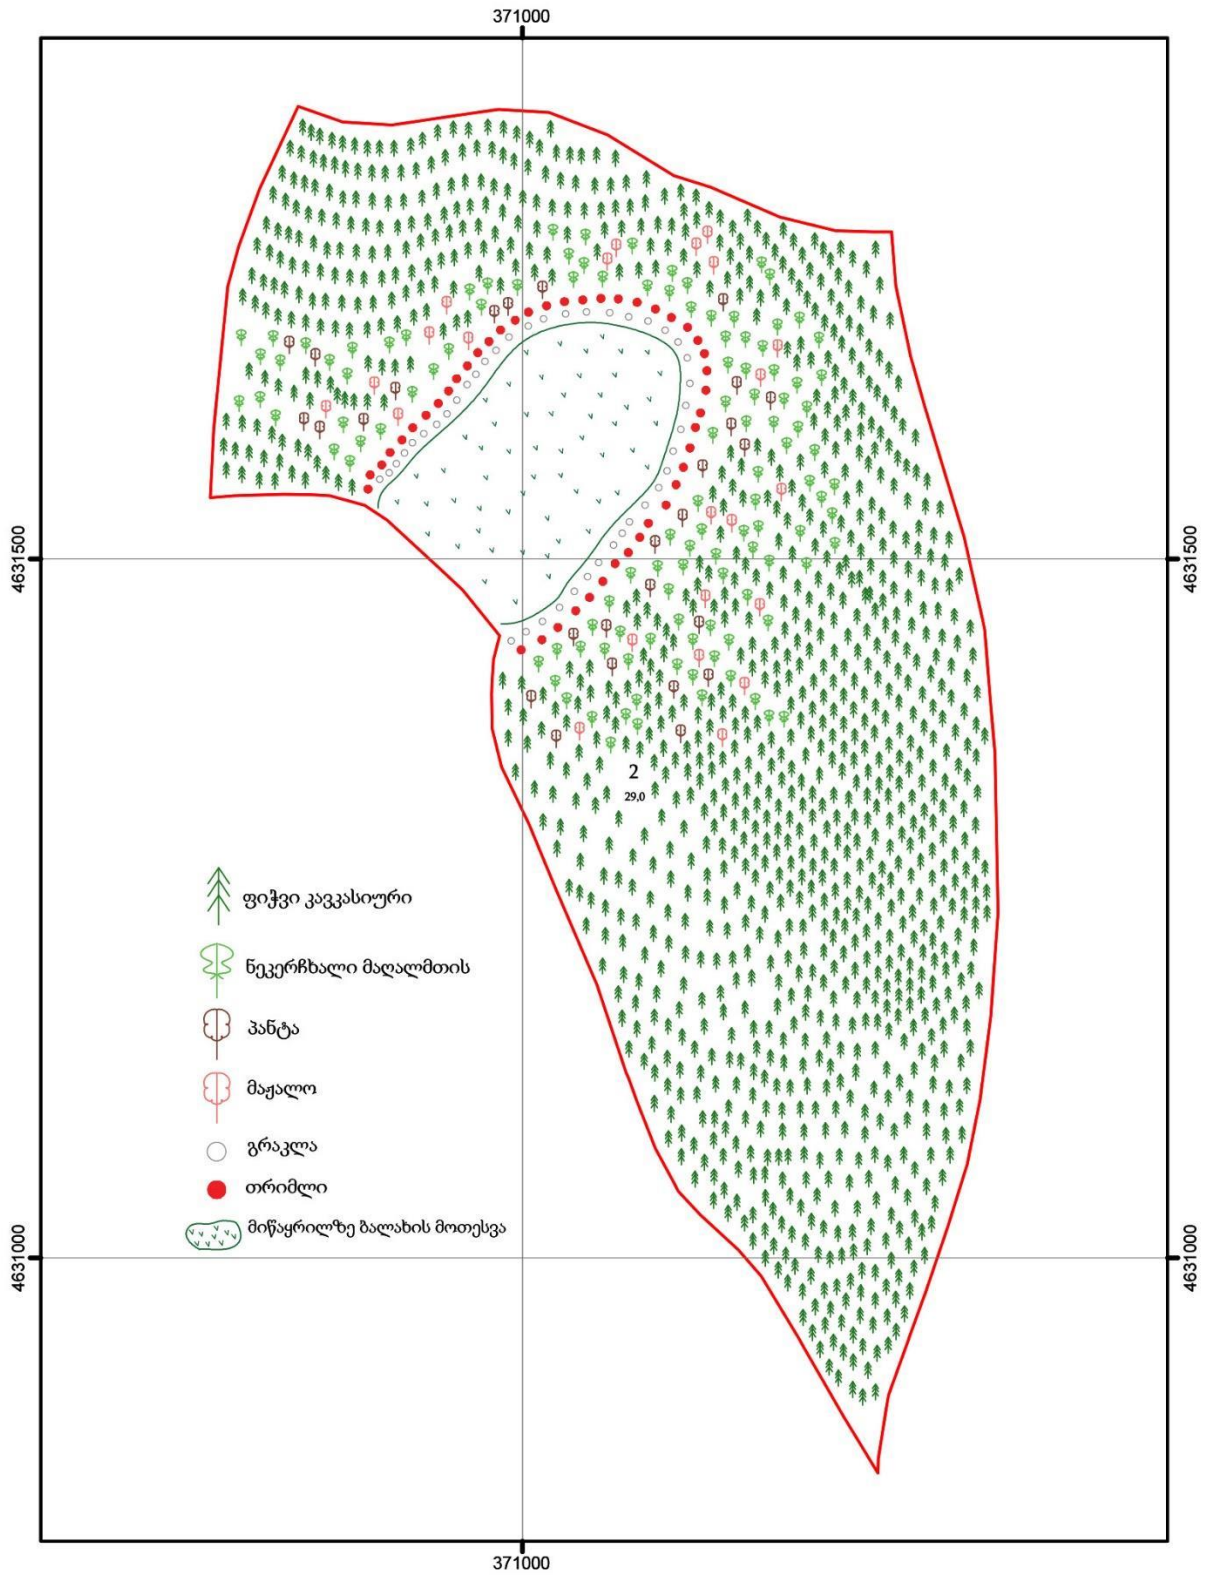 371000
4631500
4631500
2
29,0
ფიჭვი კავკასიური
ნეკერჩხალი მაღალმთის
პანტა
მაჟალო
გრაკლა
თრიმლი
მიწაყრილზე ბალახის მოთესვა
4631000
4631000
371000